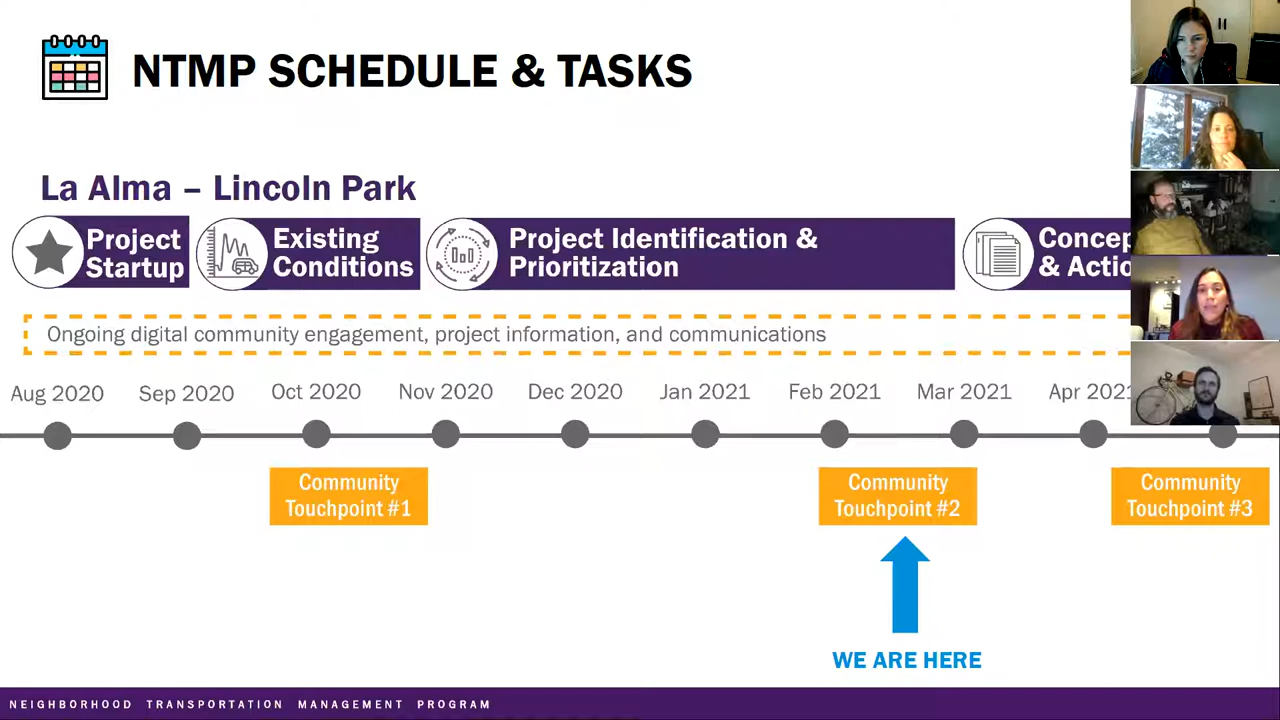 NTMP SCHEDULE & TASKS
La Alma – Lincoln Park
Project
Startup
Existing
Conditions
Project Identification &
Prioritization
& Actio
Ongoing digital community engagement, project information, and communications
Aug 2020
Sep 2020
Oct 2020
Nov 2020
Dec 2020
Jan 2021
Feb 2021
Mar 2021
Apr 2021
Community
Touchpoint #1
Community
Touchpoint #2
Community
Touchpoint #3
WE ARE HERE
NEIGHBORHOOD TRANSPORTATION MANAGEMENT PROGRAM